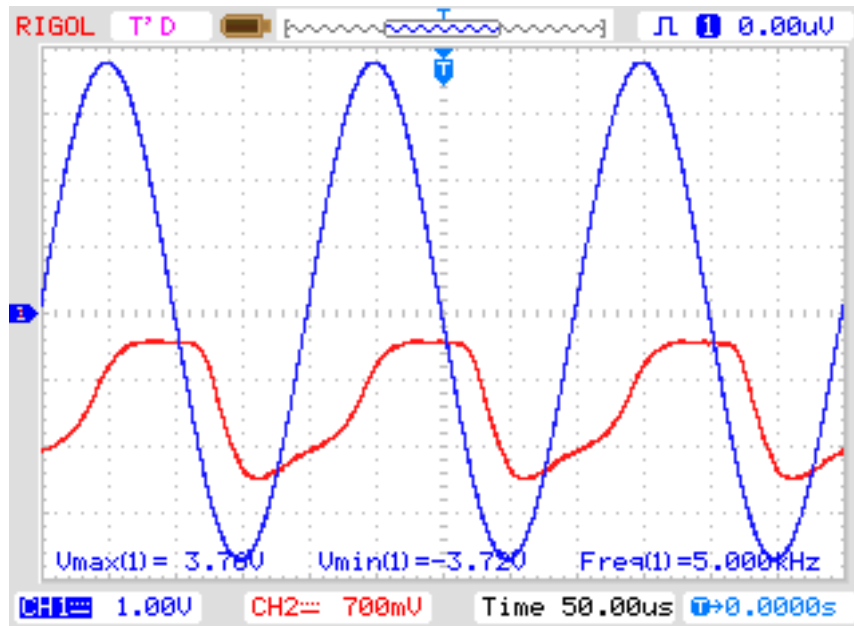 RIGOL T'D T 1 0.00uV
T
1
Vmax(1)= 3.76V Vmin(1)=-3.72V Freq(1)=5.000kHz
CH1 1.00V CH2 700mV Time 50.00us T→0.0000s